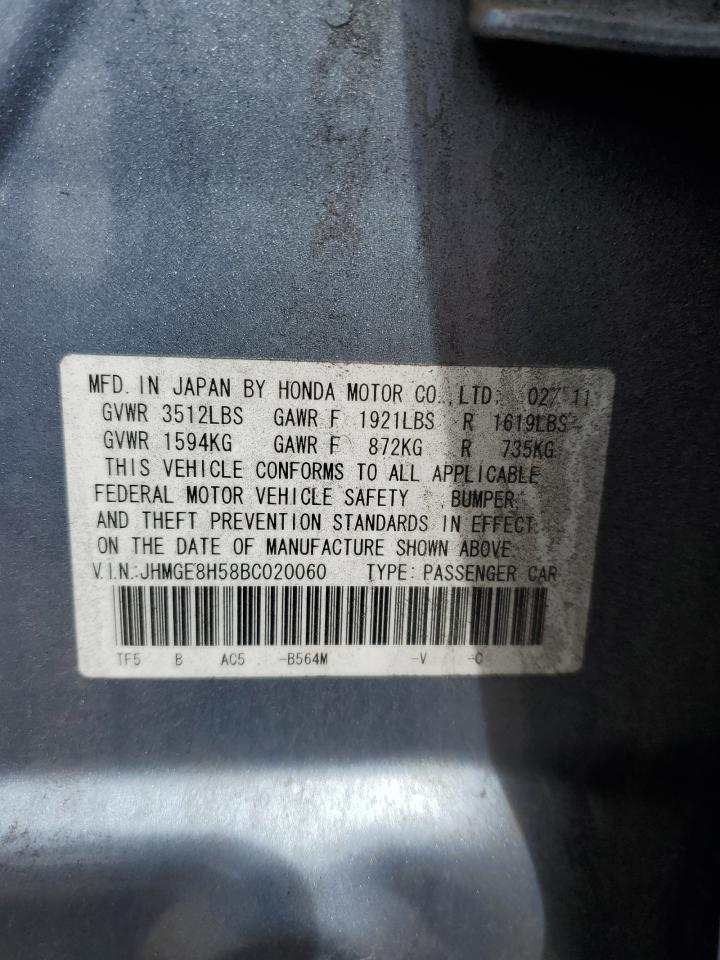 MFD. IN JAPAN BY HONDA MOTOR CO., LTD. 02/11
GVWR 3512LBS GAWR F 1921LBS R 1619LBS
GVWR 1594KG GAWR F 872KG R 735KG
THIS VEHICLE CONFORMS TO ALL APPLICABLE
FEDERAL MOTOR VEHICLE SAFETY, BUMPER,
AND THEFT PREVENTION STANDARDS IN EFFECT
ON THE DATE OF MANUFACTURE SHOWN ABOVE.
V.I.N.:JHMGE8H58BC020060 TYPE: PASSENGER CAR
TF5 B AC5 -B564M -V -C